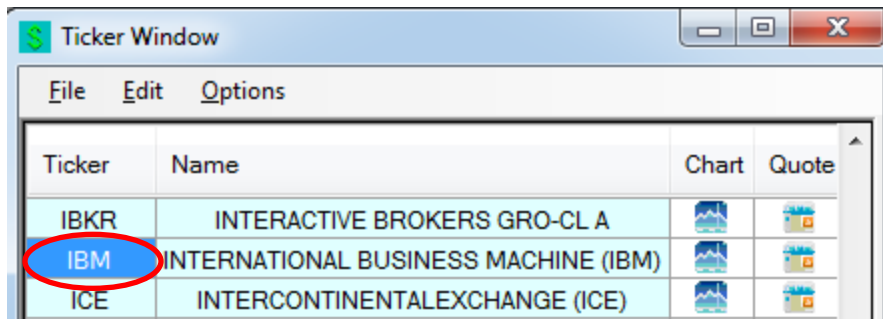 $ Ticker Window
File Edit Options
Ticker Name Chart Quote
IBKR INTERACTIVE BROKERS GRO-CL A
IBM INTERNATIONAL BUSINESS MACHINE (IBM)
ICE INTERCONTINENTALEXCHANGE (ICE)